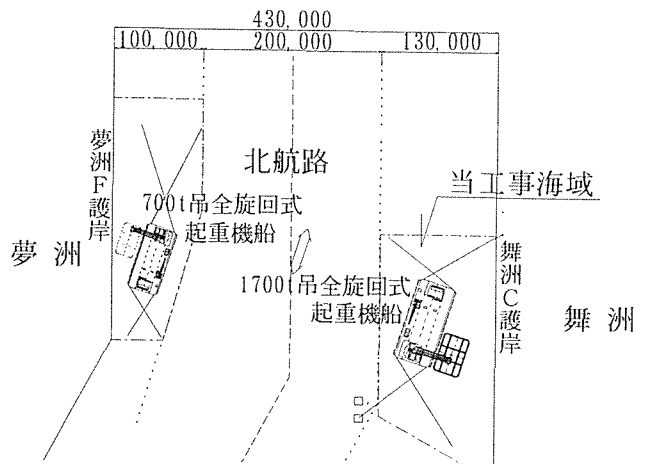 430,000
100,000
200,000
130,000
北航路
夢洲F護岸
当工事海域
700t吊全旋回式
起重機船
夢洲
舞洲C護岸
1700t吊全旋回式
起重機船
舞洲